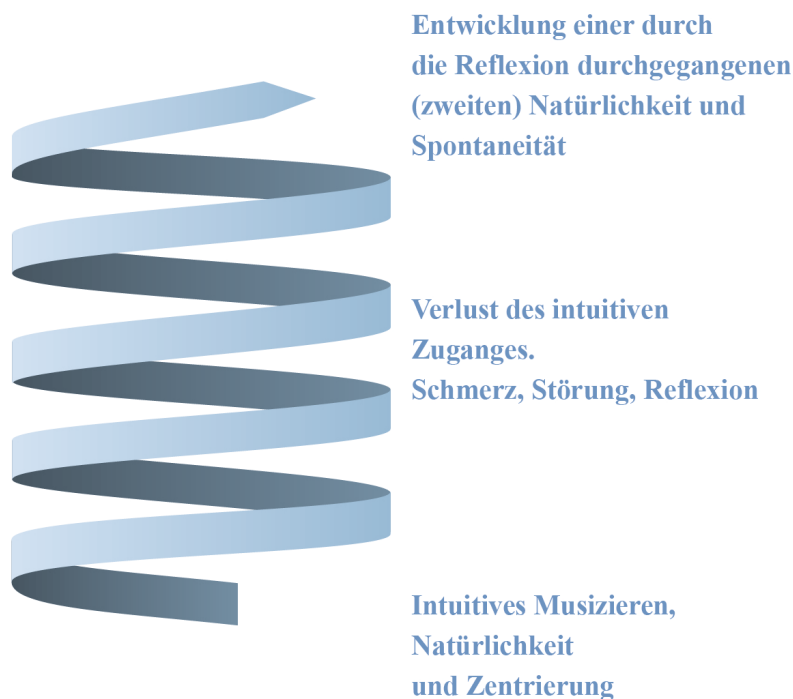 Entwicklung einer durch
die Reflexion durchgegangenen
(zweiten) Natürlichkeit und
Spontaneität
Verlust des intuitiven
Zuganges.
Schmerz, Störung, Reflexion
Intuitives Musizieren,
Natürlichkeit
und Zentrierung